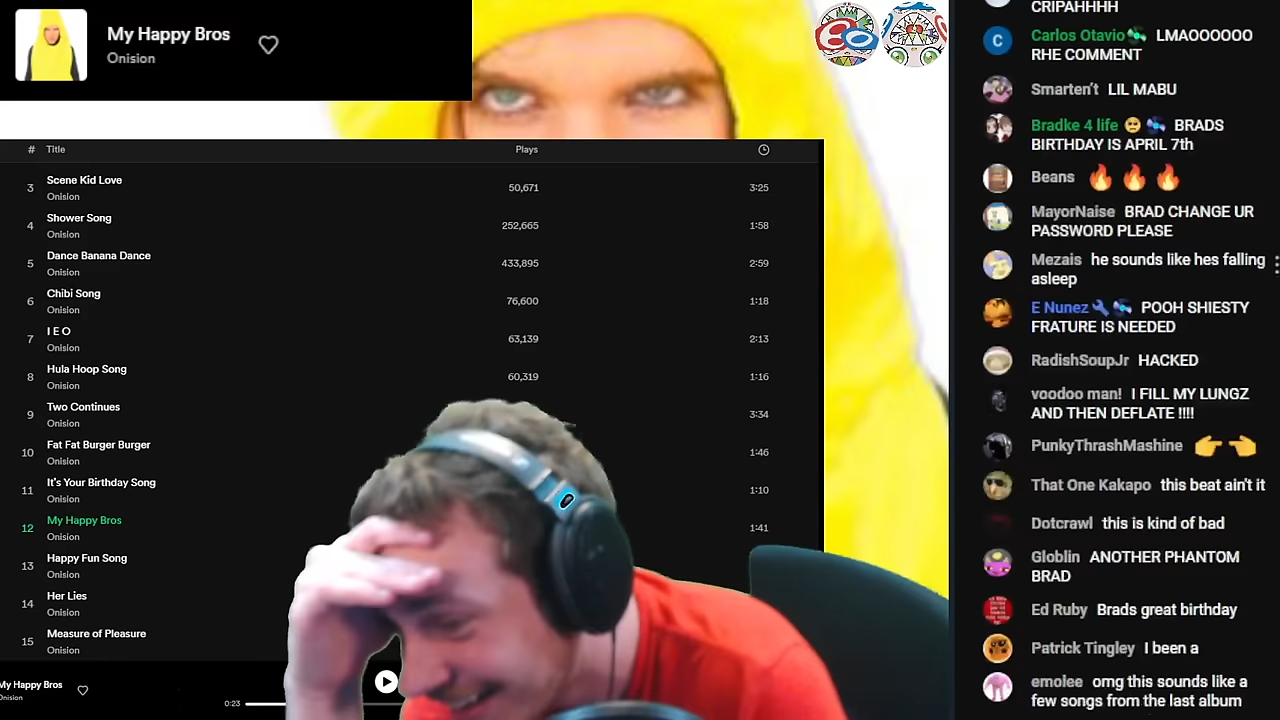 My Happy Bros
Onision
# Title Plays
3 Scene Kid Love 50,671 3:25
Onision
4 Shower Song 252,665 1:58
Onision
5 Dance Banana Dance 433,895 2:59
Onision
6 Chibi Song 76,600 1:18
Onision
7 I E O 63,139 2:13
Onision
8 Hula Hoop Song 60,319 1:16
Onision
9 Two Continues 3:34
Onision
10 Fat Fat Burger Burger 1:46
Onision
11 It's Your Birthday Song 1:10
Onision
12 My Happy Bros 1:41
Onision
13 Happy Fun Song
Onision
14 Her Lies
Onision
15 Measure of Pleasure
Onision
My Happy Bros
Onision
0:23
CRIPAHHHH
C Carlos Otavio LMAOOOOOO
RHE COMMENT
Smarten't LIL MABU
Bradke 4 life 🥺 BRADS
BIRTHDAY IS APRIL 7th
Beans 🔥 🔥 🔥
MayorNaise BRAD CHANGE UR
PASSWORD PLEASE
Mezais he sounds like hes falling
asleep
E Nunez POOH SHIESTY
FRATURE IS NEEDED
RadishSoupJr HACKED
voodoo man! I FILL MY LUNGZ
AND THEN DEFLATE !!!!
PunkyThrashMashine 👉 👈
That One Kakapo this beat ain't it
Dotcrawl this is kind of bad
Globlin ANOTHER PHANTOM
BRAD
Ed Ruby Brads great birthday
Patrick Tingley I been a
emolee omg this sounds like a
few songs from the last album